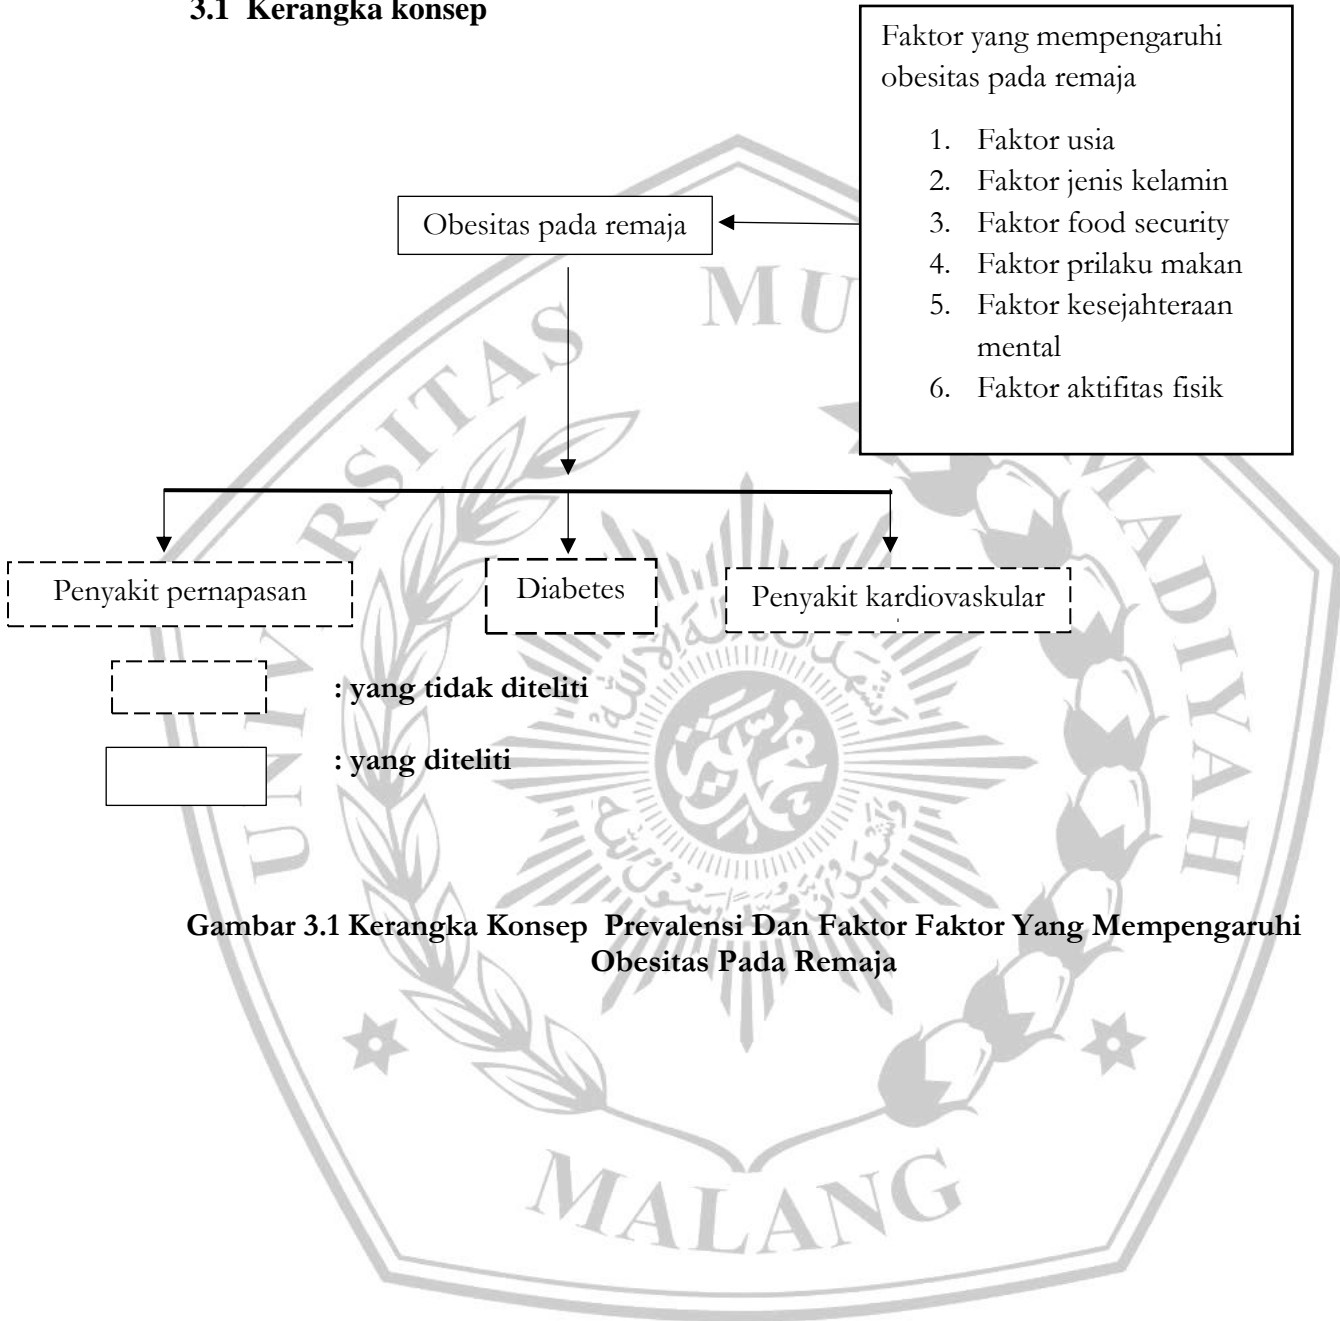 3.1 Kerangka konsep
Faktor yang mempengaruhi
obesitas pada remaja
1. Faktor usia
2. Faktor jenis kelamin
3. Faktor food security
4. Faktor prilaku makan
5. Faktor kesejahteraan
mental
6. Faktor aktifitas fisik
Obesitas pada remaja
Penyakit pernapasan
Diabetes
Penyakit kardiovaskular
: yang tidak diteliti
: yang diteliti
Gambar 3.1 Kerangka Konsep Prevalensi Dan Faktor Faktor Yang Mempengaruhi
Obesitas Pada Remaja
MALANG